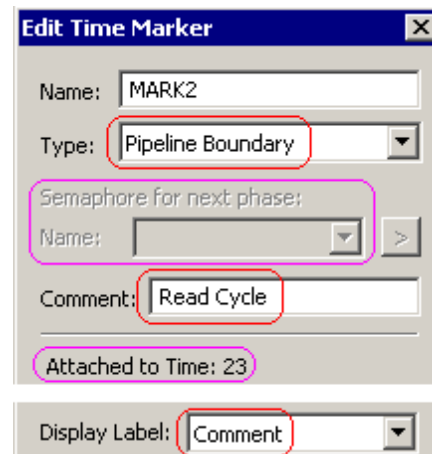 Edit Time Marker
Name: MARK2
Type: Pipeline Boundary
Semaphore for next phase:
Name: >
Comment: Read Cycle
Attached to Time: 23
Display Label: Comment